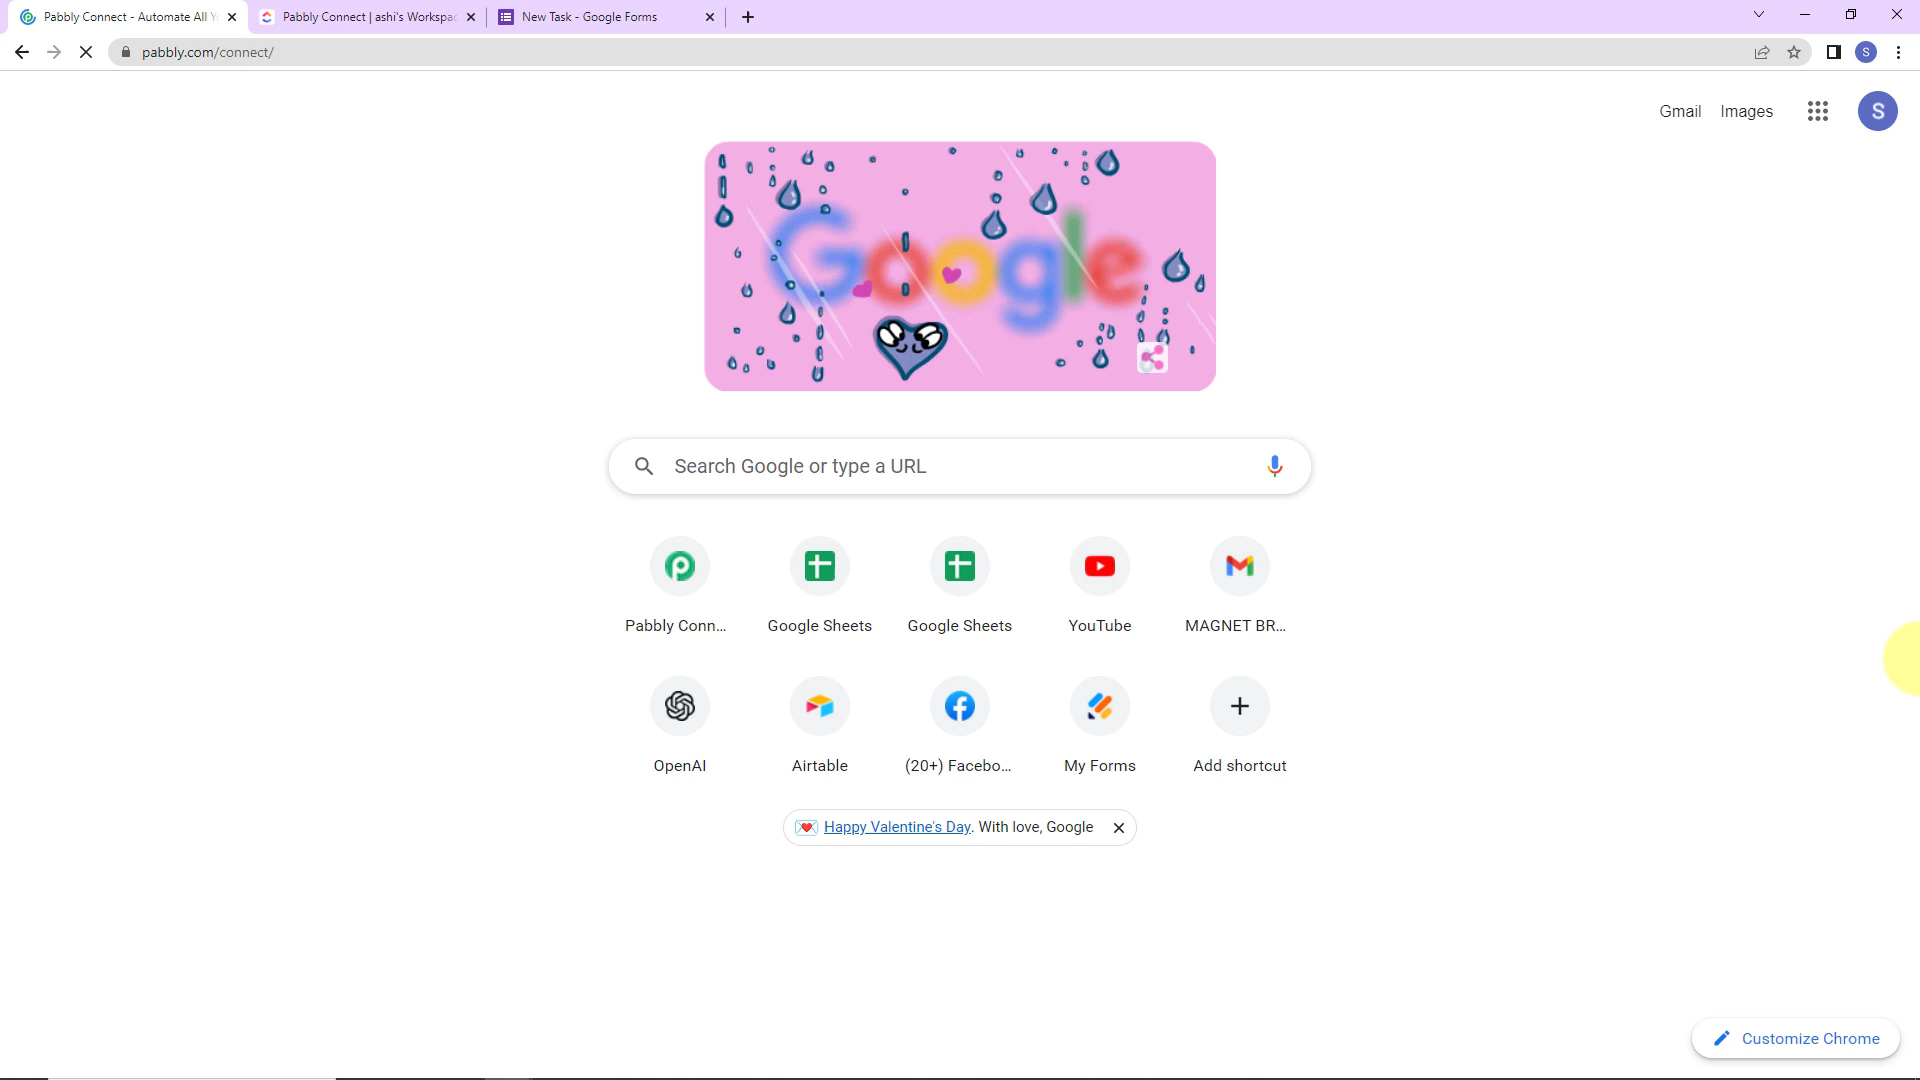 Pabbly Connect - Automate All Y
Pabbly Connect | ashi's Workspac
New Task - Google Forms
pabbly.com/connect/
S
Gmail
Images
S
Google
Search Google or type a URL
Pabbly Conn...
Google Sheets
Google Sheets
YouTube
MAGNET BR...
OpenAI
Airtable
(20+) Facebo...
My Forms
Add shortcut
Happy Valentine's Day. With love, Google
Customize Chrome